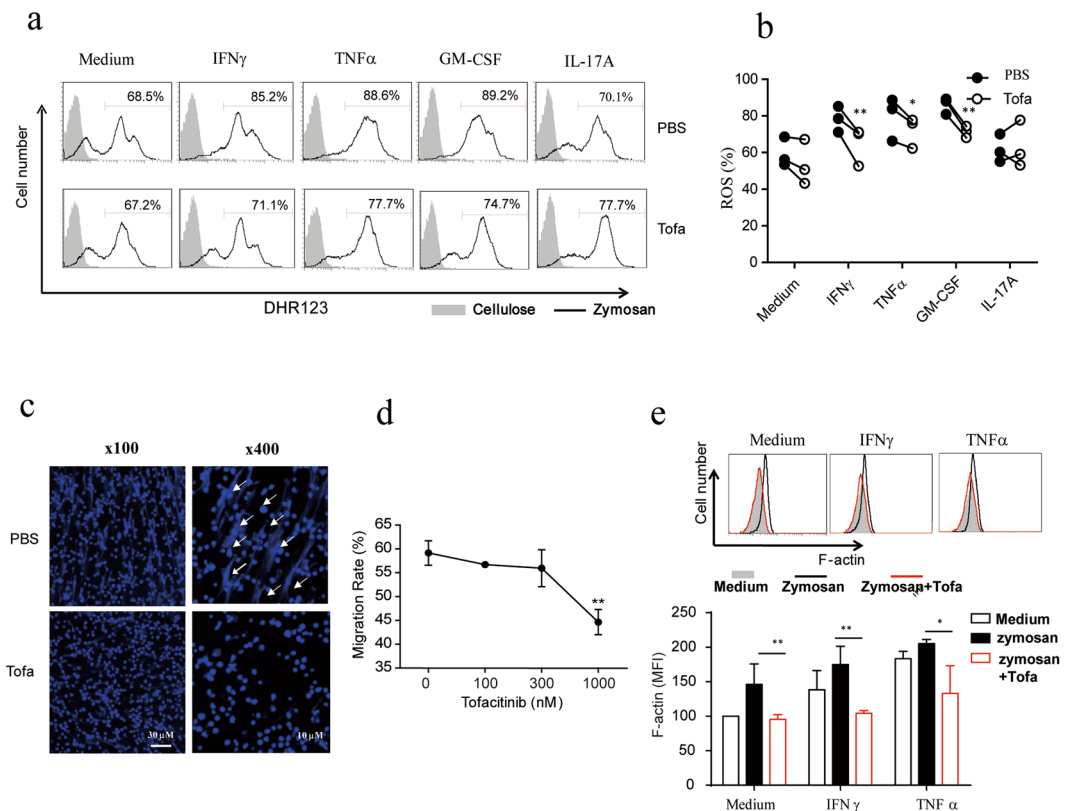 a
Medium IFNγ TNFα GM-CSF IL-17A
68.5% 85.2% 88.6% 89.2% 70.1%
PBS
67.2% 71.1% 77.7% 74.7% 77.7%
Tofa
Cell number
DHR123
Cellulose Zymosan
b
100
80
60
40
20
0
ROS (%)
PBS
Tofa
** * **
Medium IFNγ TNFα GM-CSF IL-17A
c
x100 x400
PBS
Tofa
30 µM 10 µM
d
65
60
55
50
45
40
35
Migration Rate (%)
**
0 100 300 1000
Tofacitinib (nM)
e
Medium IFNγ TNFα
Cell number
F-actin
Medium Zymosan Zymosan+Tofa
250
200
150
100
50
0
F-actin (MFI)
** ** *
Medium
zymosan
zymosan
+Tofa
Medium IFN γ TNF α